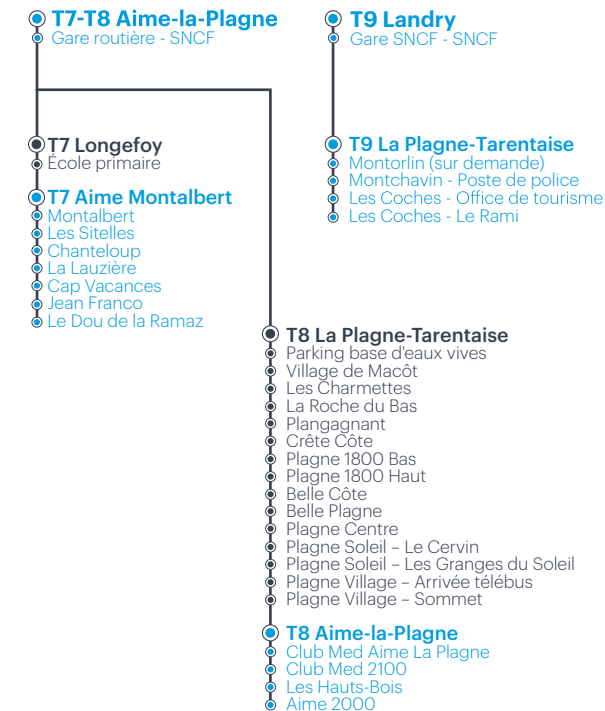 T7-T8 Aime-la-Plagne
Gare routière - SNCF
T7 Longefoy
École primaire
T7 Aime Montalbert
Montalbert
Les Sitelles
Chanteloup
La Lauzière
Cap Vacances
Jean Franco
Le Dou de la Ramaz
T8 La Plagne-Tarentaise
Parking base d'eaux vives
Village de Macôt
Les Charmettes
La Roche du Bas
Plangagnant
Crête Côte
Plagne 1800 Bas
Plagne 1800 Haut
Belle Côte
Belle Plagne
Plagne Centre
Plagne Soleil – Le Cervin
Plagne Soleil – Les Granges du Soleil
Plagne Village – Arrivée télébus
Plagne Village – Sommet
T8 Aime-la-Plagne
Club Med Aime La Plagne
Club Med 2100
Les Hauts-Bois
Aime 2000
T9 Landry
Gare SNCF - SNCF
T9 La Plagne-Tarentaise
Montorlin (sur demande)
Montchavin - Poste de police
Les Coches - Office de tourisme
Les Coches - Le Rami